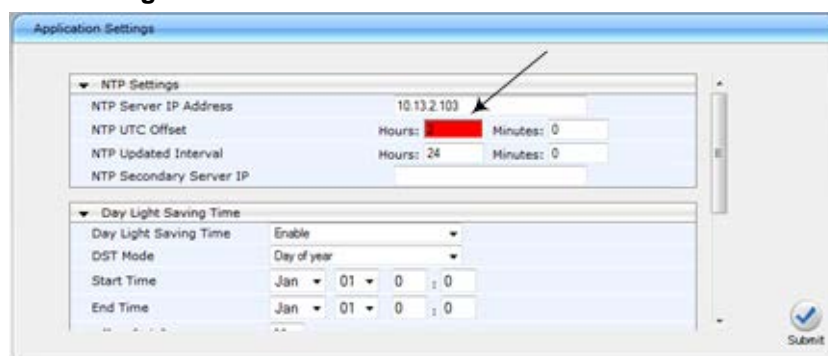 Application Settings
NTP Settings
NTP Server IP Address 10.13.2.103
NTP UTC Offset Hours: 2 Minutes: 0
NTP Updated Interval Hours: 24 Minutes: 0
NTP Secondary Server IP
Day Light Saving Time
Day Light Saving Time Enable
DST Mode Day of year
Start Time Jan 01 0 : 0
End Time Jan 01 0 : 0
Submit